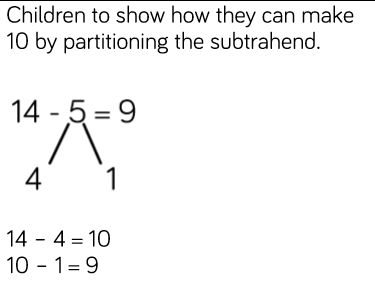 Children to show how they can make
10 by partitioning the subtrahend.
14 - 5 = 9
4 1
14 - 4 = 10
10 - 1 = 9